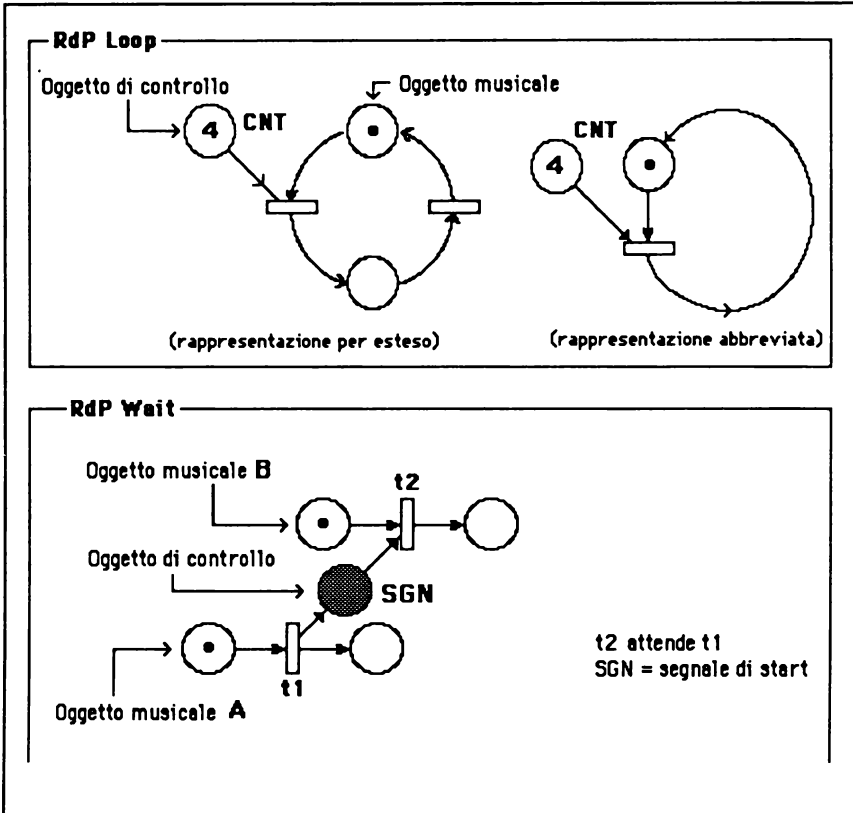 RdP Loop
Oggetto di controllo
Oggetto musicale
4 CNT
CNT
4
(rappresentazione per esteso)
(rappresentazione abbreviata)
RdP Wait
Oggetto musicale B
t2
Oggetto di controllo
SGN
t1
Oggetto musicale A
t2 attende t1
SGN = segnale di start